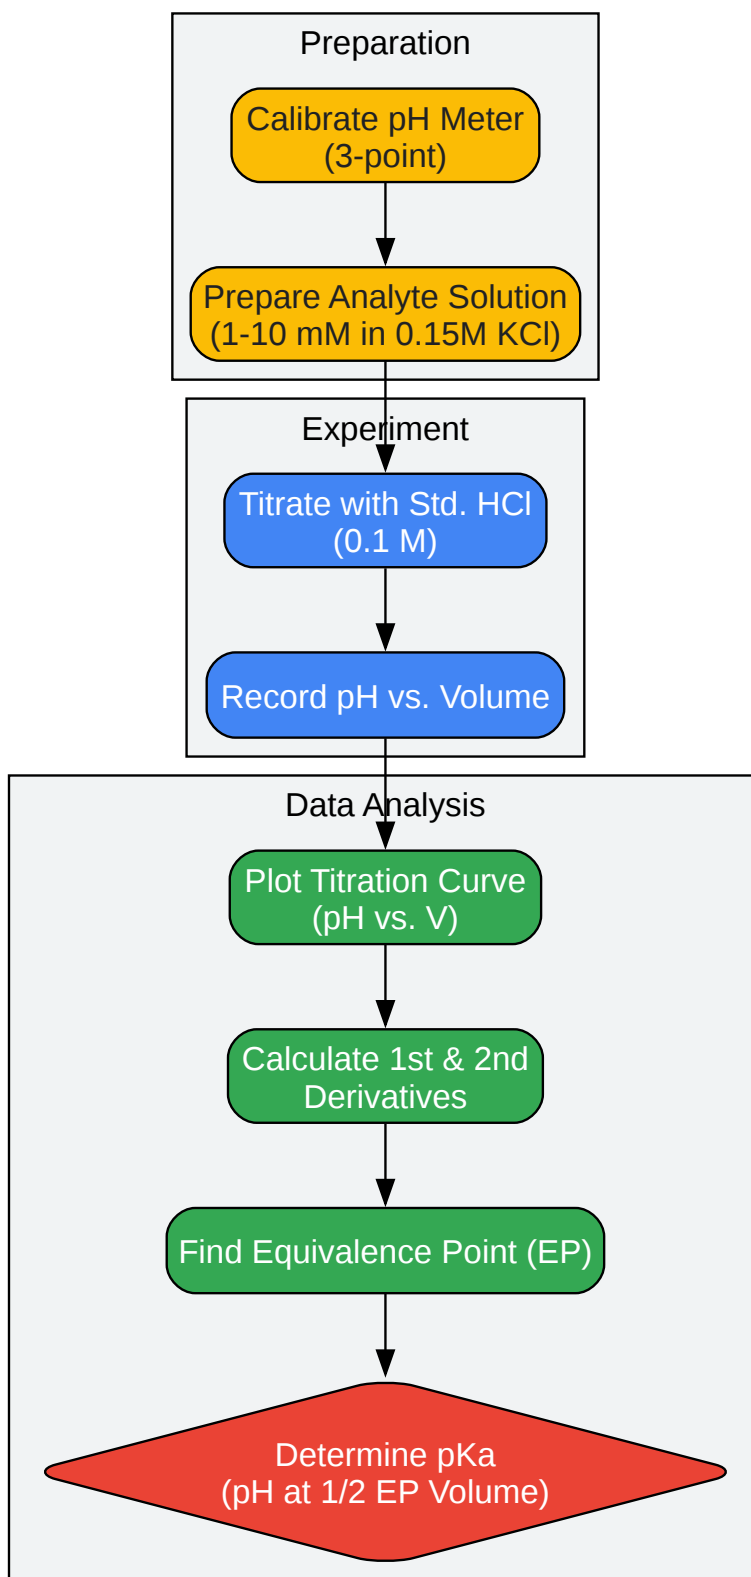 Preparation
Calibrate pH Meter
(3-point)
Prepare Analyte Solution
(1-10 mM in 0.15M KCl)
Experiment
Titrate with Std. HCl
(0.1 M)
Record pH vs. Volume
Data Analysis
Plot Titration Curve
(pH vs. V)
Calculate 1st & 2nd
Derivatives
Find Equivalence Point (EP)
Determine pKa
(pH at 1/2 EP Volume)